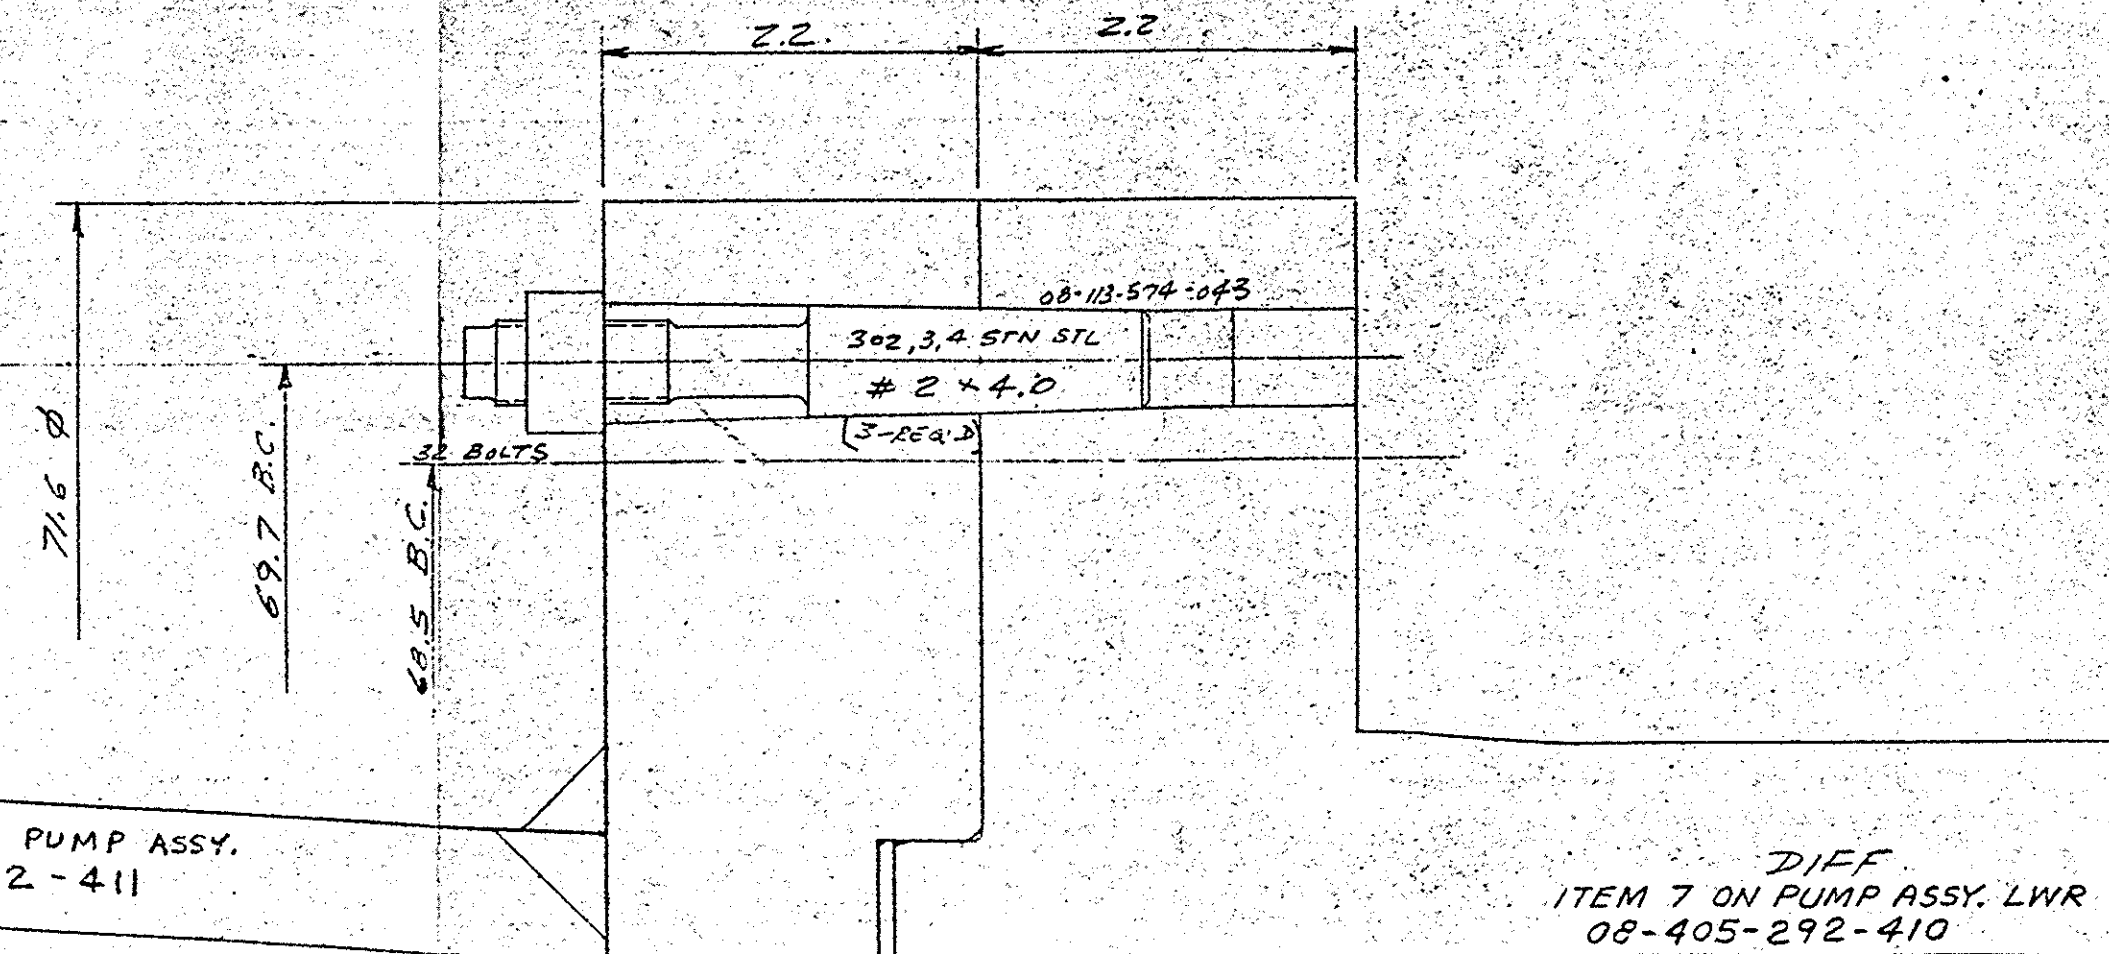 2.2.
2.2
08-113-574-043
302,3,4 STN STL
# 2 x 4.0
(3-REQ'D)
32 BOLTS
71.6 Ø
69.7 B.C.
68.5 B.C.
PUMP ASSY.
2-411
DIFF.
ITEM 7 ON PUMP ASSY. LWR
08-405-292-410